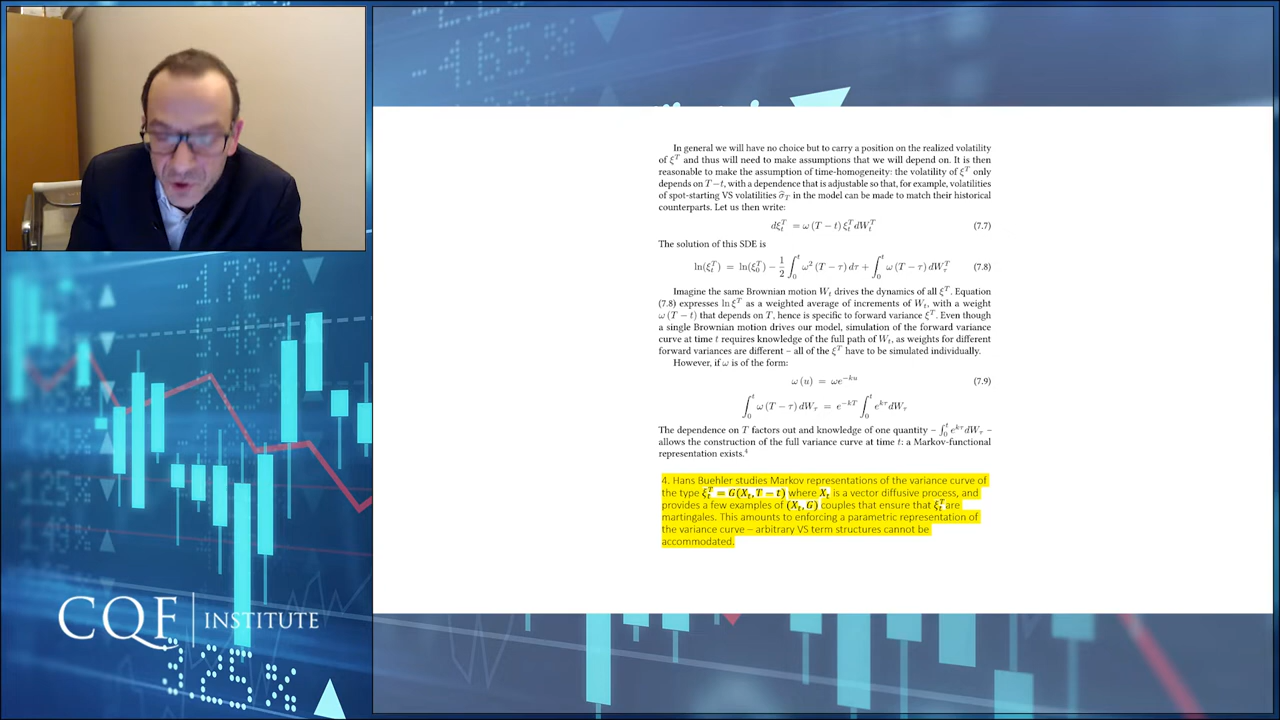 -4.65%
In general we will have no choice but to carry a position on the realized volatility
of ξ^T and thus will need to make assumptions that we will depend on. It is then
reasonable to make the assumption of time-homogeneity: the volatility of ξ^T only
depends on T−t, with a dependence that is adjustable so that, for example, volatilities
of spot-starting VS volatilities σ̂_T in the model can be made to match their historical
counterparts. Let us then write:
dξ_t^T = ω (T − t) ξ_t^T dW_t^T (7.7)
The solution of this SDE is
ln(ξ_t^T) = ln(ξ_0^T) − 1/2 ∫_0^t ω² (T − τ) dτ + ∫_0^t ω (T − τ) dW_τ^T (7.8)
Imagine the same Brownian motion W_t drives the dynamics of all ξ^T. Equation
(7.8) expresses ln ξ^T as a weighted average of increments of W_t, with a weight
ω (T − t) that depends on T, hence is specific to forward variance ξ^T. Even though
a single Brownian motion drives our model, simulation of the forward variance
curve at time t requires knowledge of the full path of W_t, as weights for different
forward variances are different – all of the ξ^T have to be simulated individually.
However, if ω is of the form:
ω (u) = ωe^{−ku} (7.9)
∫_0^t ω (T − τ) dW_τ = e^{−kT} ∫_0^t e^{kτ} dW_τ
The dependence on T factors out and knowledge of one quantity – ∫_0^t e^{kτ} dW_τ –
allows the construction of the full variance curve at time t: a Markov-functional
representation exists.⁴
4. Hans Buehler studies Markov representations of the variance curve of
the type ξ_t^T = G(X_t, T − t) where X_t is a vector diffusive process, and
provides a few examples of (X_t, G) couples that ensure that ξ_t^T are
martingales. This amounts to enforcing a parametric representation of
the variance curve – arbitrary VS term structures cannot be
accommodated.
-1.72%
CQF INSTITUTE
3.25%